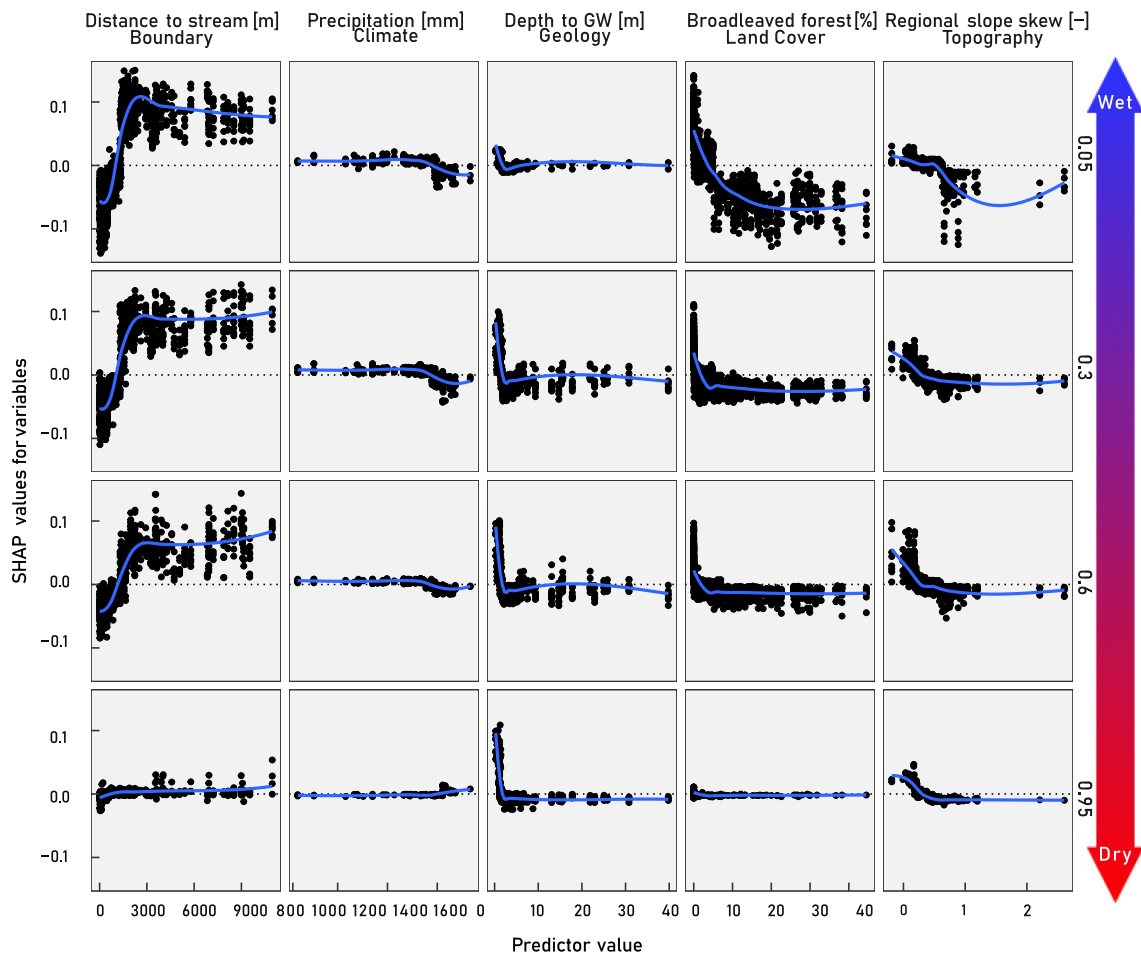 Distance to stream [m]
Boundary
Precipitation [mm]
Climate
Depth to GW [m]
Geology
Broadleaved forest[%]
Land Cover
Regional slope skew [–]
Topography
Wet
0.1
0.0
−0.1
0.05
0.1
0.0
−0.1
0.3
SHAP values for variables
0.1
0.0
−0.1
0.6
0.1
0.0
−0.1
0.95
Dry
0 3000 6000 9000
800 1000 1200 1400 1600
0 10 20 30 40
0 10 20 30 40
0 1 2
Predictor value